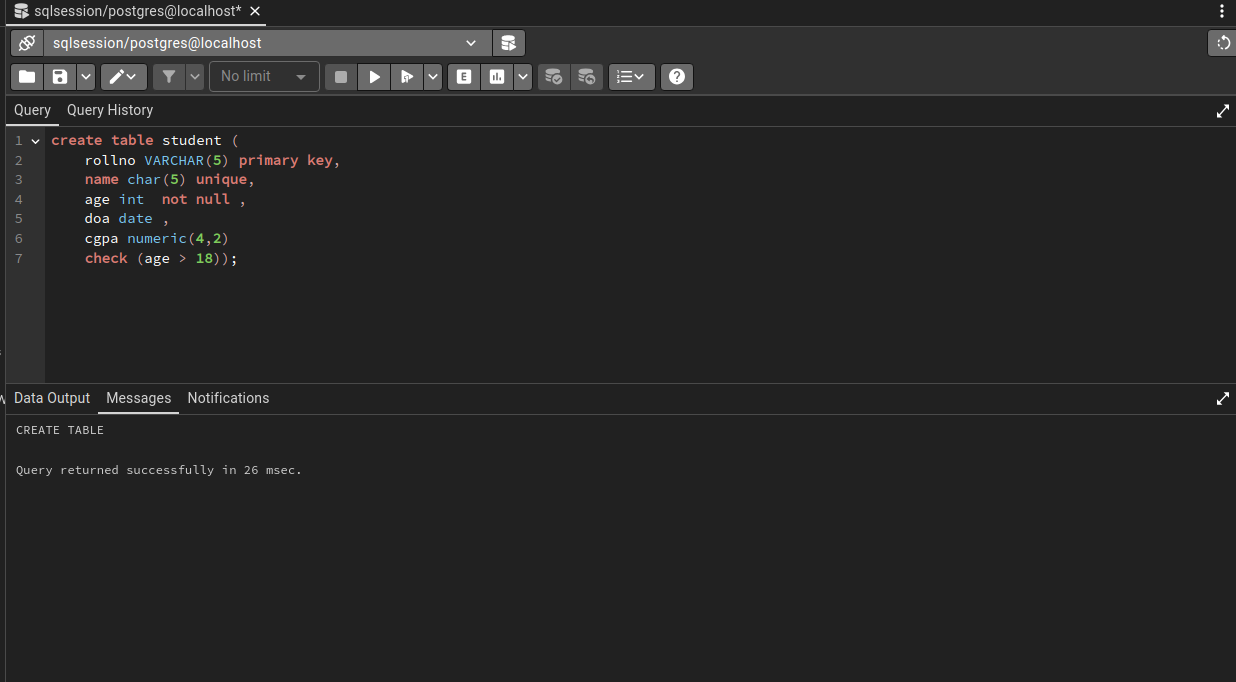 sqlsession/postgres@localhost*
sqlsession/postgres@localhost
No limit
E
Query Query History
1 create table student (
2 rollno VARCHAR(5) primary key,
3 name char(5) unique,
4 age int  not null ,
5 doa date ,
6 cgpa numeric(4,2)
7 check (age > 18));
Data Output Messages Notifications
CREATE TABLE
Query returned successfully in 26 msec.